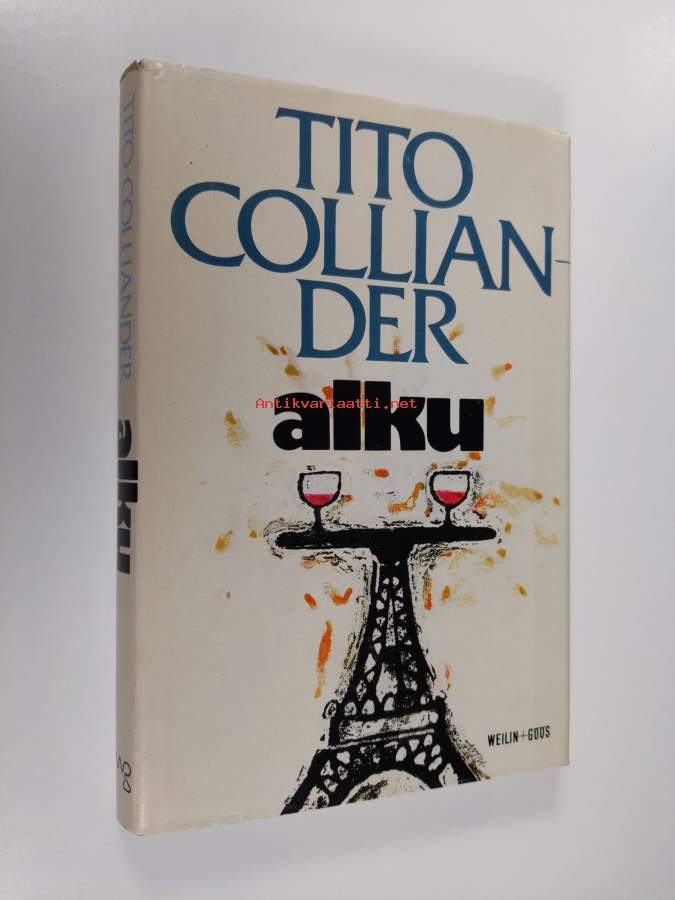 TITO COLLIANDER
alku
TITO
COLLIAN-
DER
alku
Antikvariaatti.net
WEILIN+GÖÖS